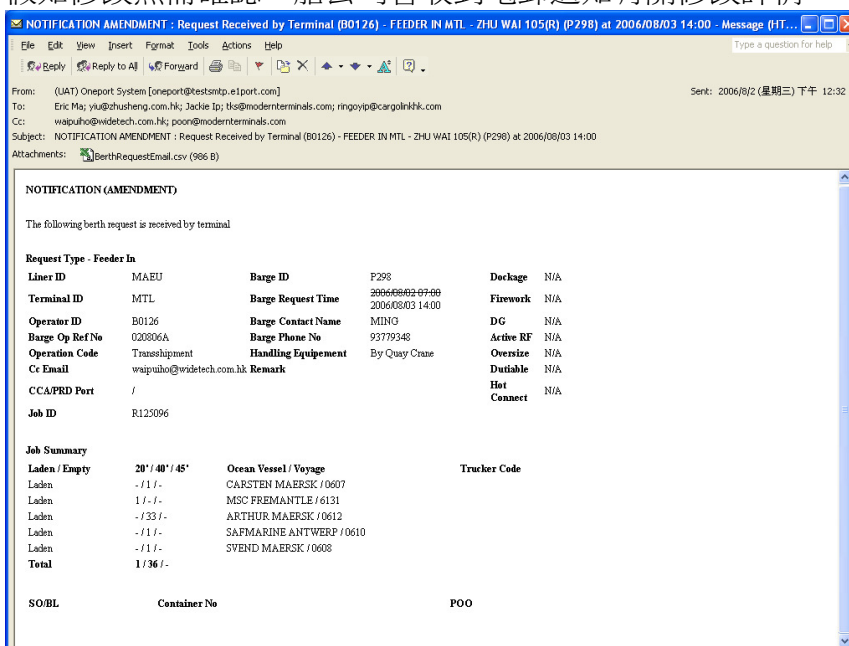 NOTIFICATION AMENDMENT : Request Received by Terminal (B0126) - FEEDER IN MTL - ZHU WAI 105(R) (P298) at 2006/08/03 14:00 - Message (HT...
File Edit View Insert Format Tools Actions Help
Type a question for help
Reply Reply to All Forward
From: (UAT) Oneport System [oneport@testsmtp.e1port.com]
Sent: 2006/8/2 (星期三) 下午 12:32
To: Eric Ma; yiu@zhusheng.com.hk; Jackie Ip; tks@modernterminals.com; ringoyip@cargolinkhk.com
Cc: waipuiho@widetech.com.hk; poon@modernterminals.com
Subject: NOTIFICATION AMENDMENT : Request Received by Terminal (B0126) - FEEDER IN MTL - ZHU WAI 105(R) (P298) at 2006/08/03 14:00
Attachments: BerthRequestEmail.csv (986 B)
NOTIFICATION (AMENDMENT)
The following berth request is received by terminal
Request Type - Feeder In
Liner ID MAEU Barge ID P298 Dockage N/A
Terminal ID MTL Barge Request Time 2006/08/02 07:00 2006/08/03 14:00 Firework N/A
Operator ID B0126 Barge Contact Name MING DG N/A
Barge Op Ref No 020806A Barge Phone No 93779348 Active RF N/A
Operation Code Transshipment Handling Equipement By Quay Crane Oversize N/A
Cc Email waipuiho@widetech.com.hk Remark Dutiable N/A
CCA/PRD Port / Hot Connect N/A
Job ID R125096
Job Summary
Laden / Empty 20' / 40' / 45' Ocean Vessel / Voyage Trucker Code
Laden - / 1 / - CARSTEN MAERSK / 0607
Laden 1 / - / - MSC FREMANTLE / 6131
Laden - / 33 / - ARTHUR MAERSK / 0612
Laden - / 1 / - SAFMARINE ANTWERP / 0610
Laden - / 1 / - SVEND MAERSK / 0608
Total 1 / 36 / -
SO/BL Container No POO